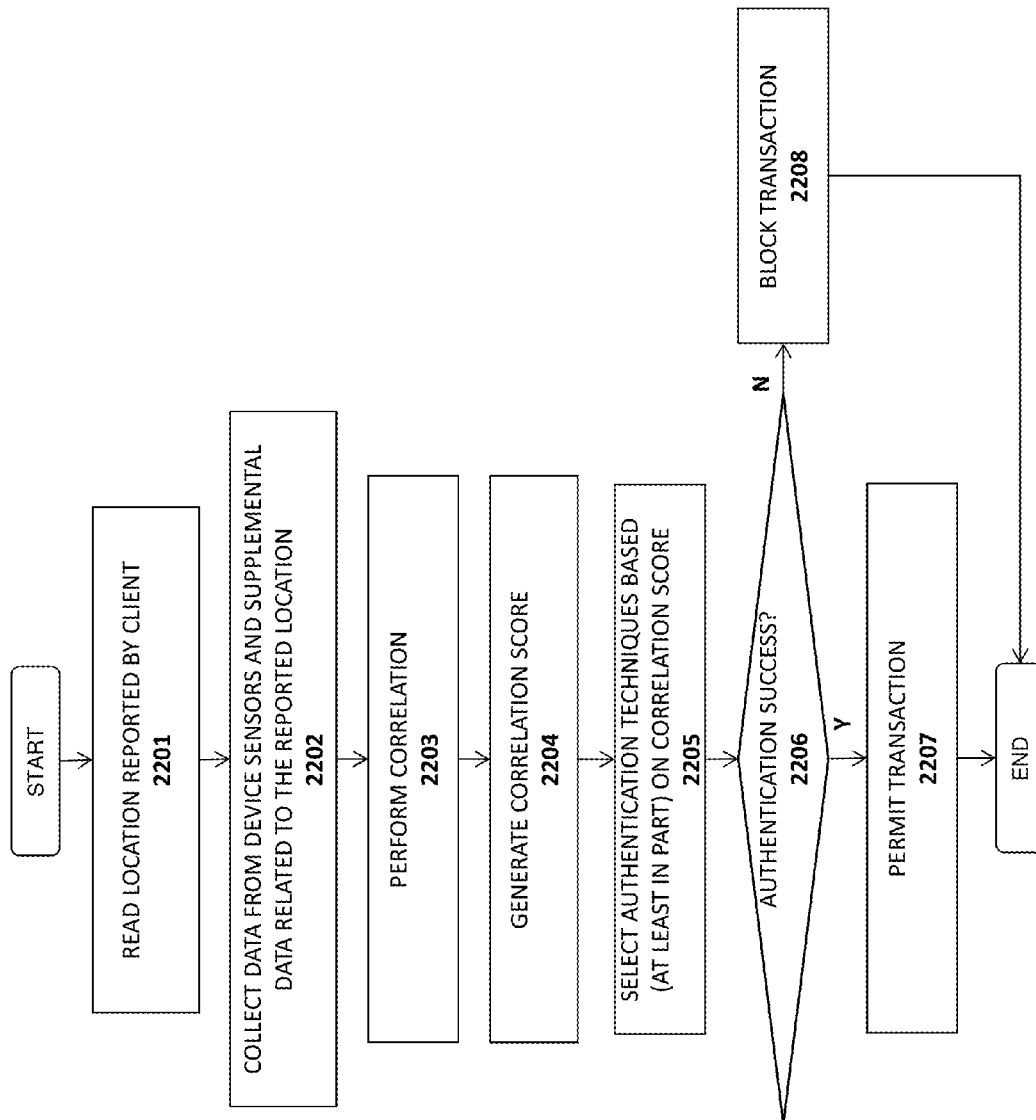 START
READ LOCATION REPORTED BY CLIENT
2201
COLLECT DATA FROM DEVICE SENSORS AND SUPPLEMENTAL
DATA RELATED TO THE REPORTED LOCATION
2202
PERFORM CORRELATION
2203
GENERATE CORRELATION SCORE
2204
SELECT AUTHENTICATION TECHNIQUES BASED
(AT LEAST IN PART) ON CORRELATION SCORE
2205
AUTHENTICATION SUCCESS?
2206
N
BLOCK TRANSACTION
2208
Y
PERMIT TRANSACTION
2207
END